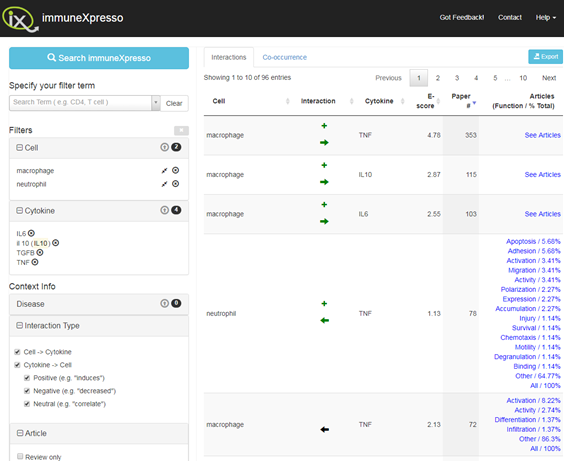 ix immuneXpresso
Got Feedback! Contact Help
Search immuneXpresso
Specify your filter term
Search Term ( e.g. CD4, T cell ) Clear
Filters
Cell 2
macrophage
neutrophil
Cytokine 4
IL6
il 10 (IL10)
TGFB
TNF
Context Info
Disease 0
Interaction Type
Cell -> Cytokine
Cytokine -> Cell
Positive (e.g. "induces")
Negative (e.g. "decreased")
Neutral (e.g. "correlate")
Article
Review only
Interactions Co-occurrence Export
Showing 1 to 10 of 96 entries Previous 1 2 3 4 5 ... 10 Next
Cell Interaction Cytokine E-score Paper # Articles (Function / % Total)
macrophage + TNF 4.78 353 See Articles
macrophage + IL10 2.87 115 See Articles
macrophage + IL6 2.55 103 See Articles
neutrophil + TNF 1.13 78
Apoptosis / 5.68%
Adhesion / 5.68%
Activation / 3.41%
Migration / 3.41%
Activity / 3.41%
Polarization / 2.27%
Expression / 2.27%
Accumulation / 2.27%
Injury / 1.14%
Survival / 1.14%
Chemotaxis / 1.14%
Motility / 1.14%
Degranulation / 1.14%
Binding / 1.14%
Other / 64.77%
All / 100%
macrophage TNF 2.13 72
Activation / 8.22%
Activity / 2.74%
Differentiation / 1.37%
Infiltration / 1.37%
Other / 86.3%
All / 100%